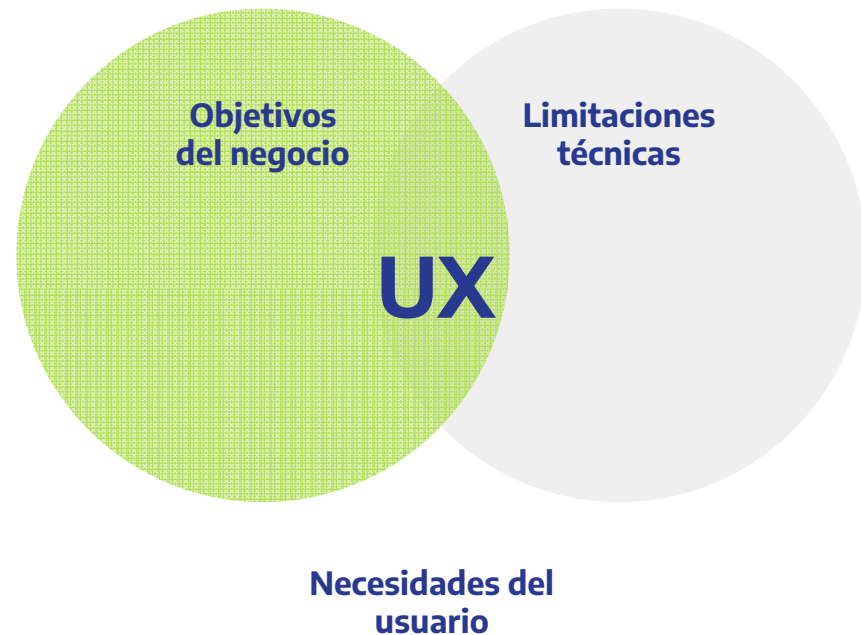 Objetivos
del negocio
Limitaciones
técnicas
UX
Necesidades del
usuario